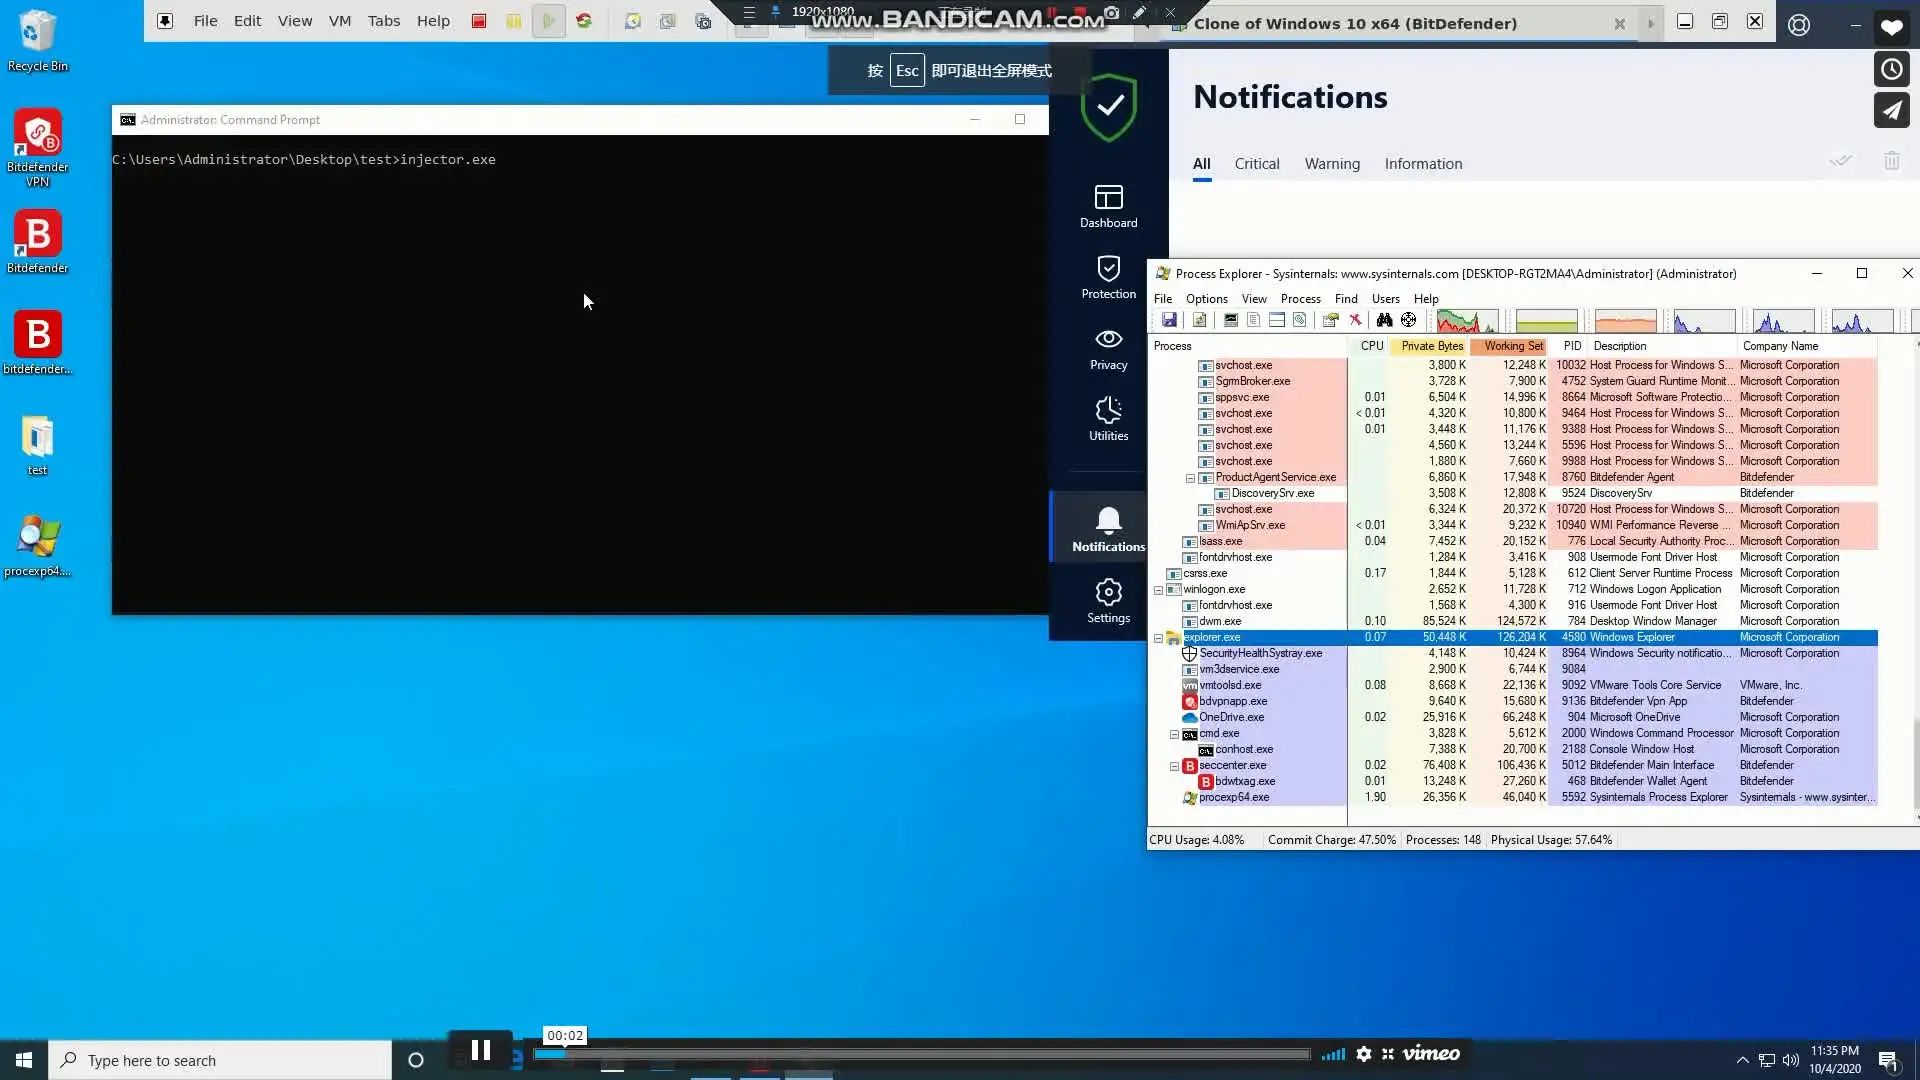 File Edit View VM Tabs Help
1920x1080
www.BANDICAM.com
Clone of Windows 10 x64 (BitDefender)
按 Esc 即可退出全屏模式
Recycle Bin
Bitdefender VPN
Bitdefender
bitdefender...
test
procexp64....
Administrator: Command Prompt
C:\Users\Administrator\Desktop\test>injector.exe
Dashboard
Protection
Privacy
Utilities
Notifications
Settings
Notifications
All Critical Warning Information
Process Explorer - Sysinternals: www.sysinternals.com [DESKTOP-RGT2MA4\Administrator] (Administrator)
File Options View Process Find Users Help
Process CPU Private Bytes Working Set PID Description Company Name
svchost.exe 3,800 K 12,248 K 10032 Host Process for Windows S... Microsoft Corporation
SgrmBroker.exe 3,728 K 7,900 K 4752 System Guard Runtime Monit... Microsoft Corporation
sppsvc.exe 0.01 6,504 K 14,996 K 8664 Microsoft Software Protectio... Microsoft Corporation
svchost.exe < 0.01 4,320 K 10,800 K 9464 Host Process for Windows S... Microsoft Corporation
svchost.exe 0.01 3,448 K 11,176 K 9388 Host Process for Windows S... Microsoft Corporation
svchost.exe 4,560 K 13,244 K 5596 Host Process for Windows S... Microsoft Corporation
svchost.exe 1,880 K 7,660 K 9988 Host Process for Windows S... Microsoft Corporation
ProductAgentService.exe 6,860 K 17,948 K 8760 Bitdefender Agent Bitdefender
DiscoverySrv.exe 3,508 K 12,808 K 9524 DiscoverySrv Bitdefender
svchost.exe 6,324 K 20,372 K 10720 Host Process for Windows S... Microsoft Corporation
WmiApSrv.exe < 0.01 3,344 K 9,232 K 10940 WMI Performance Reverse ... Microsoft Corporation
lsass.exe 0.04 7,452 K 20,152 K 776 Local Security Authority Proc... Microsoft Corporation
fontdrvhost.exe 1,284 K 3,416 K 908 Usermode Font Driver Host Microsoft Corporation
csrss.exe 0.17 1,844 K 5,128 K 612 Client Server Runtime Process Microsoft Corporation
winlogon.exe 2,652 K 11,728 K 712 Windows Logon Application Microsoft Corporation
fontdrvhost.exe 1,568 K 4,300 K 916 Usermode Font Driver Host Microsoft Corporation
dwm.exe 0.10 85,524 K 124,572 K 784 Desktop Window Manager Microsoft Corporation
explorer.exe 0.07 50,448 K 126,204 K 4580 Windows Explorer Microsoft Corporation
SecurityHealthSystray.exe 4,148 K 10,424 K 8964 Windows Security notificatio... Microsoft Corporation
vm3dservice.exe 2,900 K 6,744 K 9084
vmtoolsd.exe 0.08 8,668 K 22,136 K 9092 VMware Tools Core Service VMware, Inc.
bdvpnapp.exe 9,640 K 15,680 K 9136 Bitdefender Vpn App Bitdefender
OneDrive.exe 0.02 25,916 K 66,248 K 904 Microsoft OneDrive Microsoft Corporation
cmd.exe 3,828 K 5,612 K 2000 Windows Command Processor Microsoft Corporation
conhost.exe 7,388 K 20,700 K 2188 Console Window Host Microsoft Corporation
seccenter.exe 0.02 76,408 K 106,436 K 5012 Bitdefender Main Interface Bitdefender
bdwtxag.exe 0.01 13,248 K 27,260 K 468 Bitdefender Wallet Agent Bitdefender
procexp64.exe 1.90 26,356 K 46,040 K 5592 Sysinternals Process Explorer Sysinternals - www.sysinter...
CPU Usage: 4.08% Commit Charge: 47.50% Processes: 148 Physical Usage: 57.64%
00:02
vimeo
Type here to search
11:35 PM
10/4/2020
1